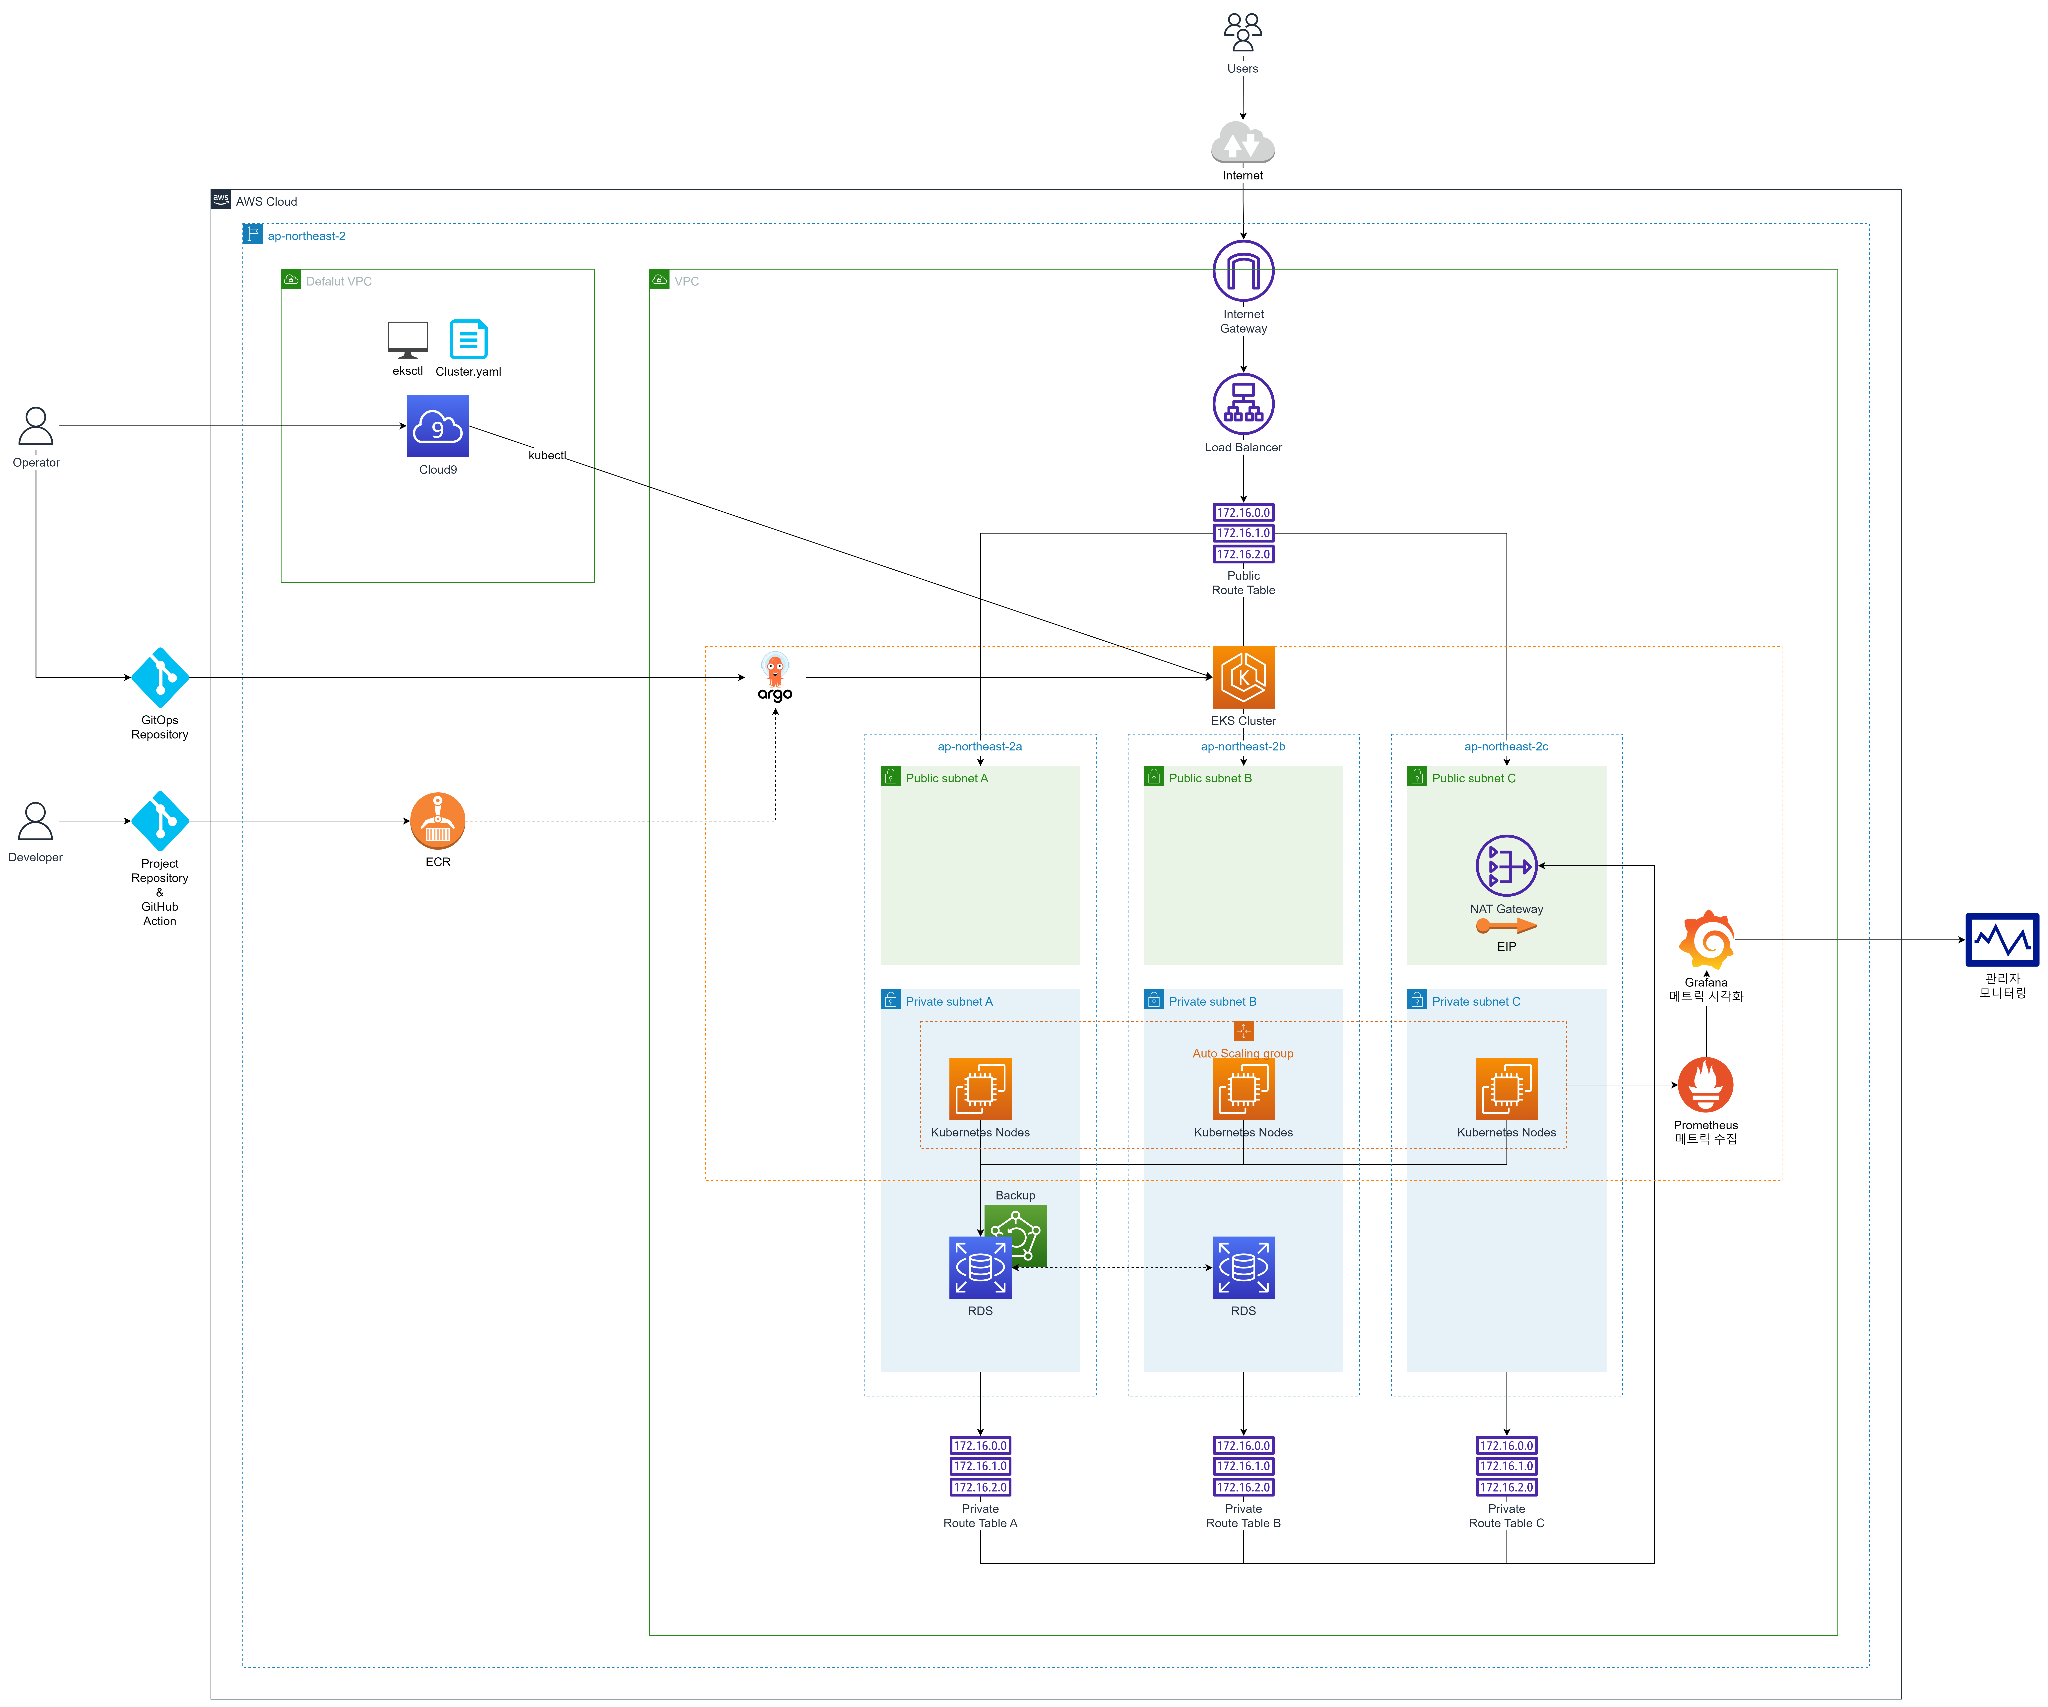 Users
Internet
aws
AWS Cloud
ap-northeast-2
Defalut VPC
VPC
Internet
Gateway
eksctl
Cluster.yaml
9
Cloud9
kubectl
Operator
Load Balancer
172.16.0.0
172.16.1.0
172.16.2.0
Public
Route Table
argo
K
EKS Cluster
GitOps
Repository
ap-northeast-2a
ap-northeast-2b
ap-northeast-2c
Public subnet A
Public subnet B
Public subnet C
Developer
Project
Repository
&
GitHub
Action
ECR
NAT Gateway
EIP
Grafana
메트릭 시각화
관리자
모니터링
Private subnet A
Private subnet B
Private subnet C
Auto Scaling group
Kubernetes Nodes
Kubernetes Nodes
Kubernetes Nodes
Prometheus
메트릭 수집
Backup
RDS
RDS
172.16.0.0
172.16.1.0
172.16.2.0
Private
Route Table A
172.16.0.0
172.16.1.0
172.16.2.0
Private
Route Table B
172.16.0.0
172.16.1.0
172.16.2.0
Private
Route Table C